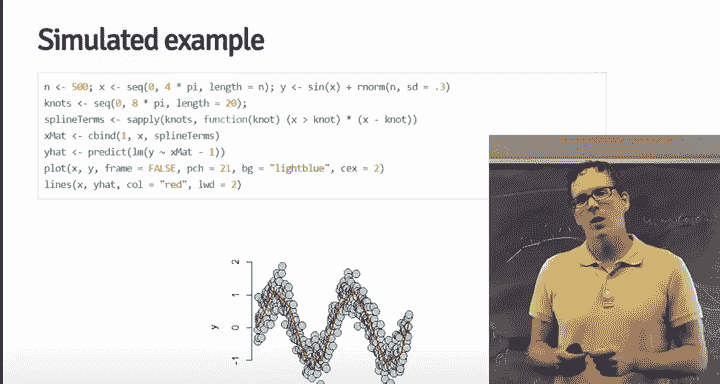 Simulated example
n <- 500; x <- seq(0, 4 * pi, length = n); y <- sin(x) + rnorm(n, sd = .3)
knots <- seq(0, 8 * pi, length = 20);
splineTerms <- sapply(knots, function(knot) (x > knot) * (x - knot))
xMat <- cbind(1, x, splineTerms)
yhat <- predict(lm(y ~ xMat - 1))
plot(x, y, frame = FALSE, pch = 21, bg = "lightblue", cex = 2)
lines(x, yhat, col = "red", lwd = 2)
2
1
y
0
-1